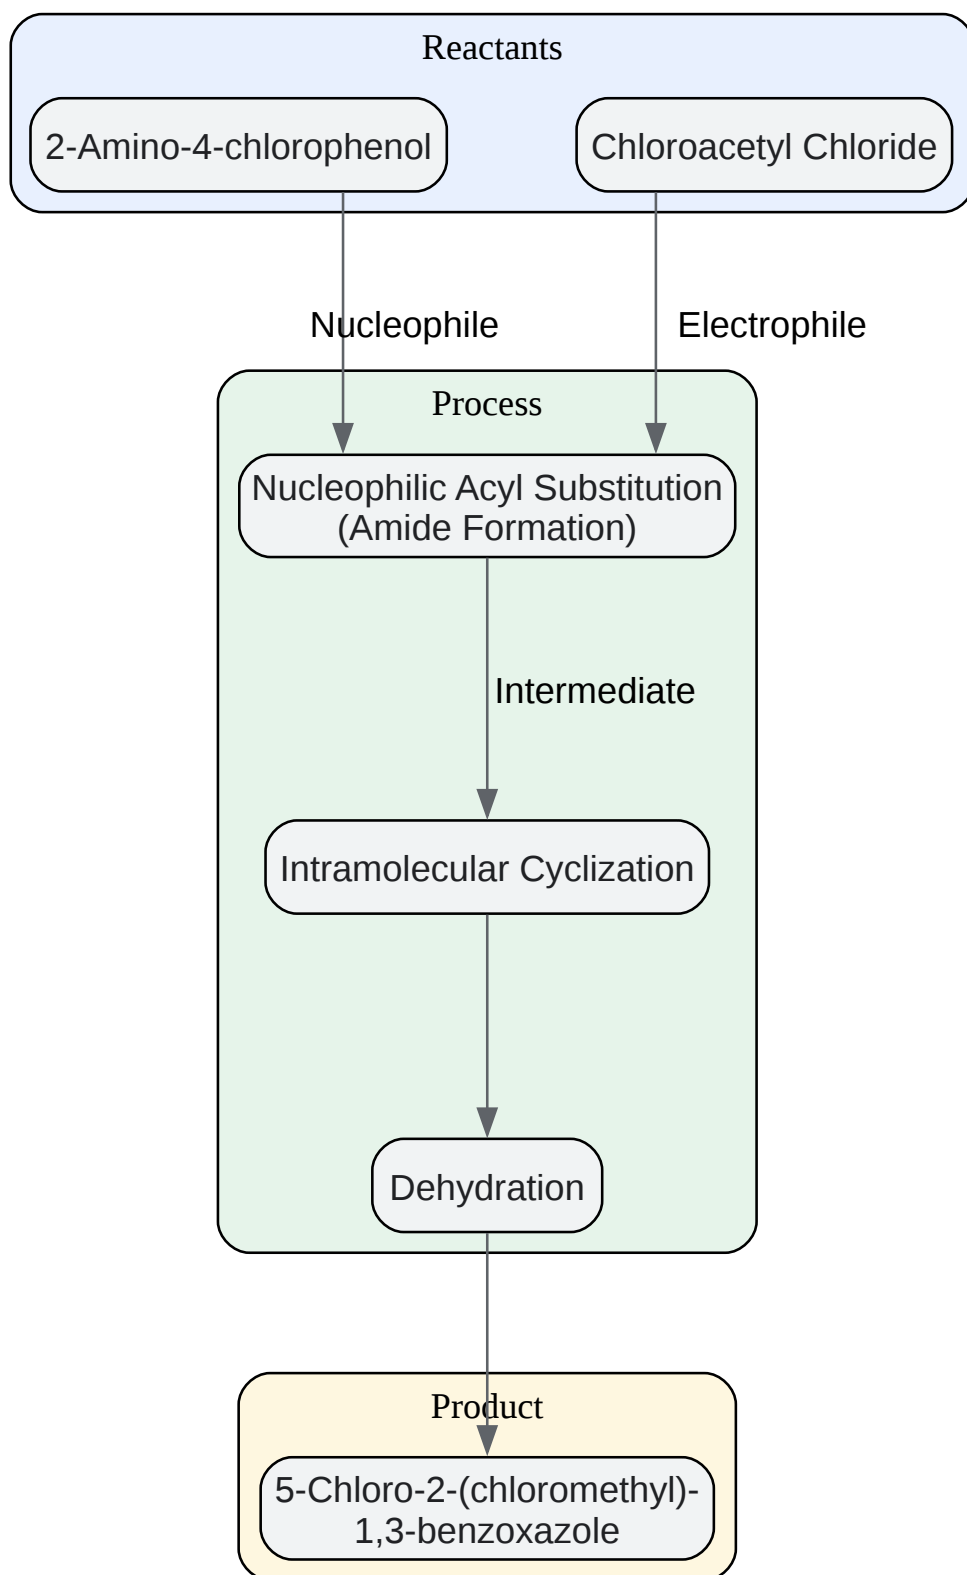 Reactants
2-Amino-4-chlorophenol
Chloroacetyl Chloride
Nucleophile
Electrophile
Process
Nucleophilic Acyl Substitution
(Amide Formation)
Intermediate
Intramolecular Cyclization
Dehydration
Product
5-Chloro-2-(chloromethyl)-
1,3-benzoxazole